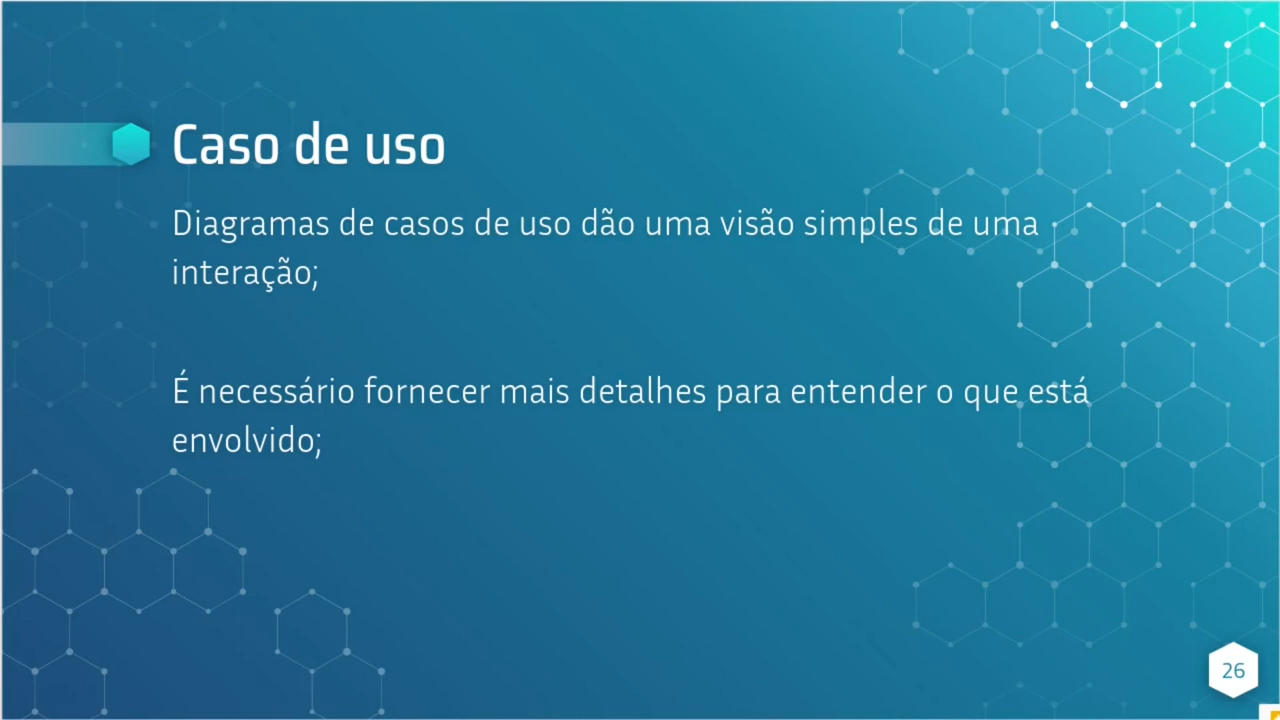 Caso de uso
Diagramas de casos de uso dão uma visão simples de uma
interação;
É necessário fornecer mais detalhes para entender o que está
envolvido;
26